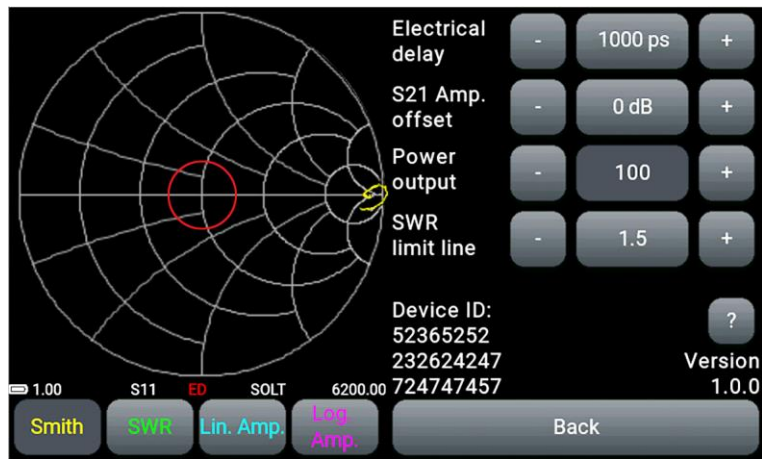 Electrical
delay
- 1000 ps +
S21 Amp.
offset
- 0 dB +
Power
output
- 100 +
SWR
limit line
- 1.5 +
Device ID:
52365252
232624247
724747457
?
Version
1.0.0
1.00 S11 ED SOLT 6200.00
Smith SWR Lin. Amp. Log
Amp.
Back